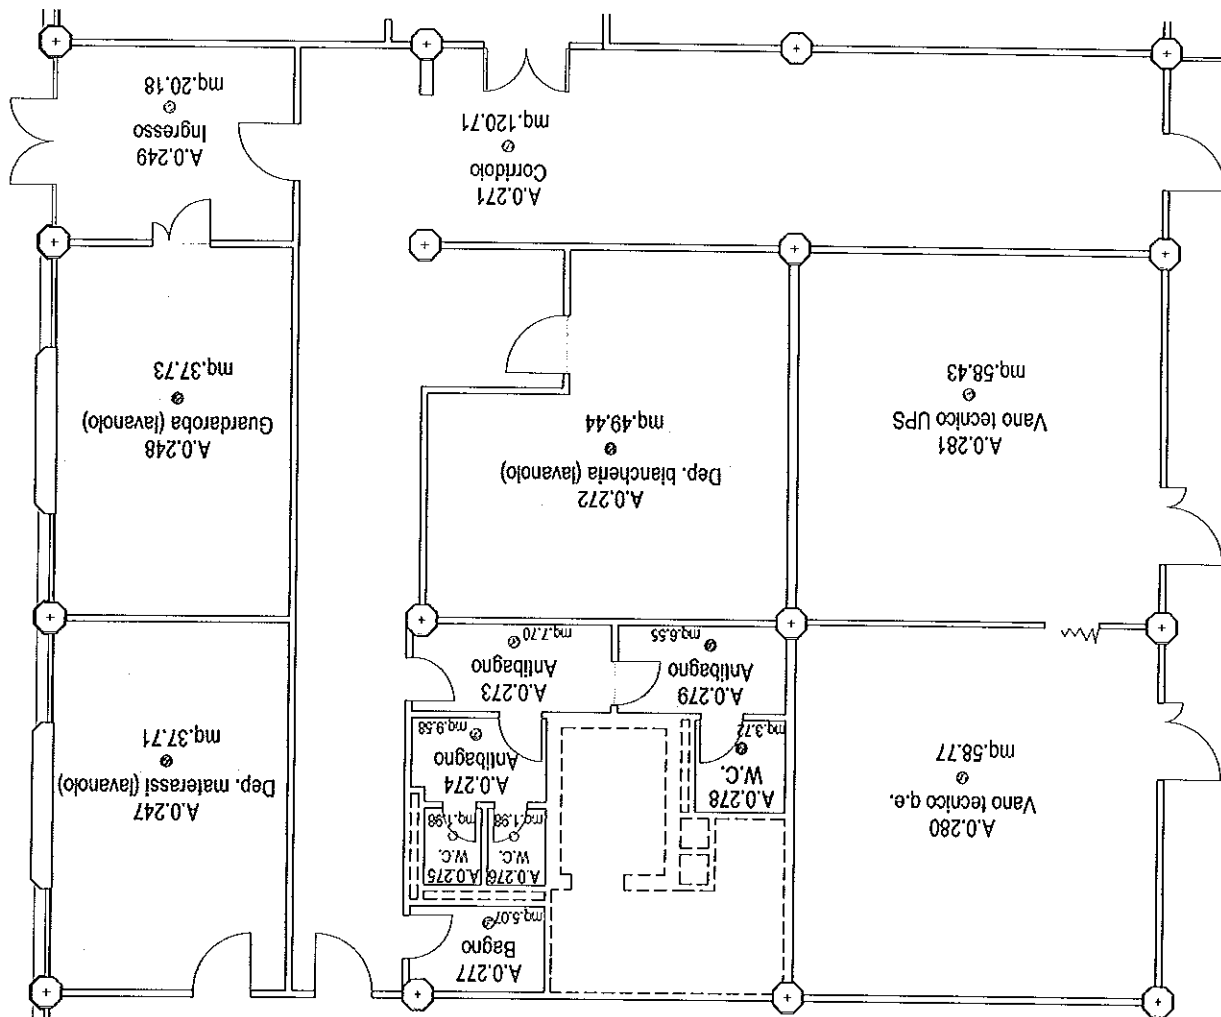 A.0.280
Vano tecnico q.e.
mq.58.77
A.0.277
Bagno
mq.5.07
A.0.276
W.C.
mq.1.98
A.0.275
W.C.
mq.1.98
A.0.278
W.C.
mq.3.72
A.0.274
Antibagno
mq.9.58
A.0.247
Dep. materassi (lavanolo)
mq.37.71
A.0.279
Antibagno
mq.6.55
A.0.273
Antibagno
mq.7.70
A.0.281
Vano tecnico UPS
mq.58.43
A.0.272
Dep. biancheria (lavanolo)
mq.49.44
A.0.248
Guardaroba (lavanolo)
mq.37.73
A.0.271
Corridoio
mq.120.71
A.0.249
Ingresso
mq.20.18